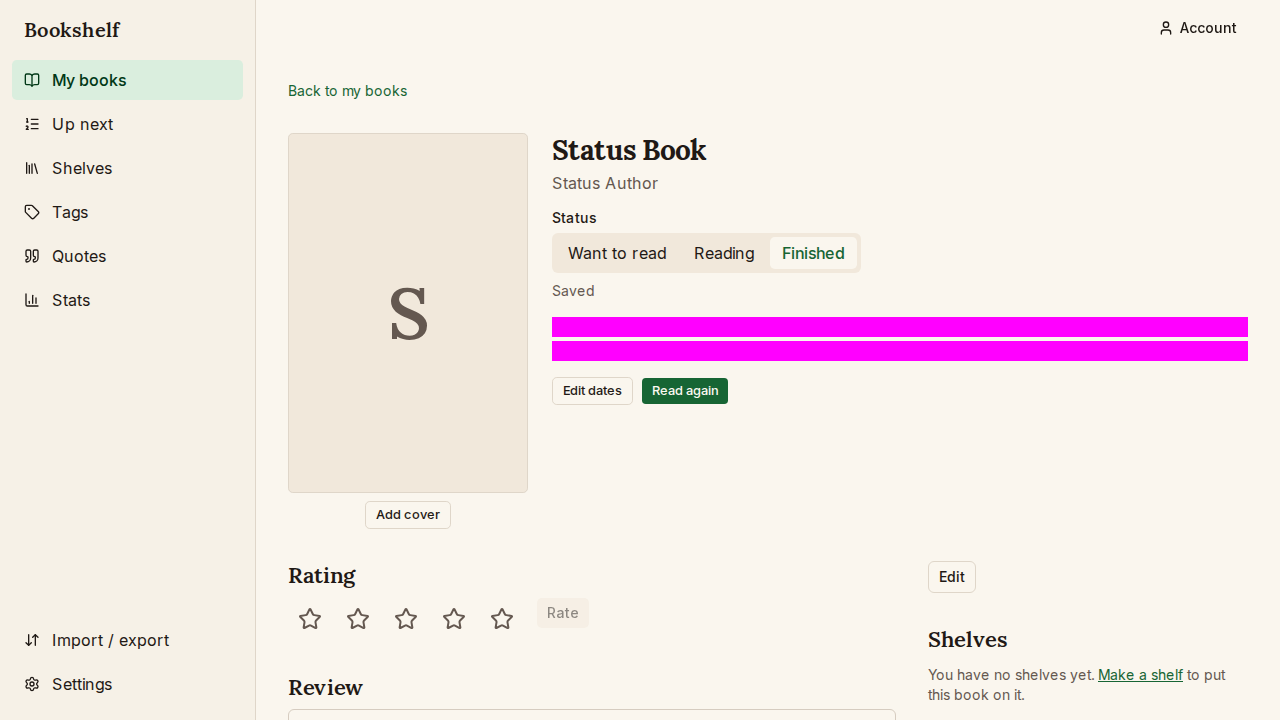 Bookshelf
My books
Up next
Shelves
Tags
Quotes
Stats
Import / export
Settings
Account
Back to my books
S
Add cover
Status Book
Status Author
Status
Want to read
Reading
Finished
Saved
Edit dates
Read again
Rating
Rate
Review
Edit
Shelves
You have no shelves yet. Make a shelf to put
this book on it.